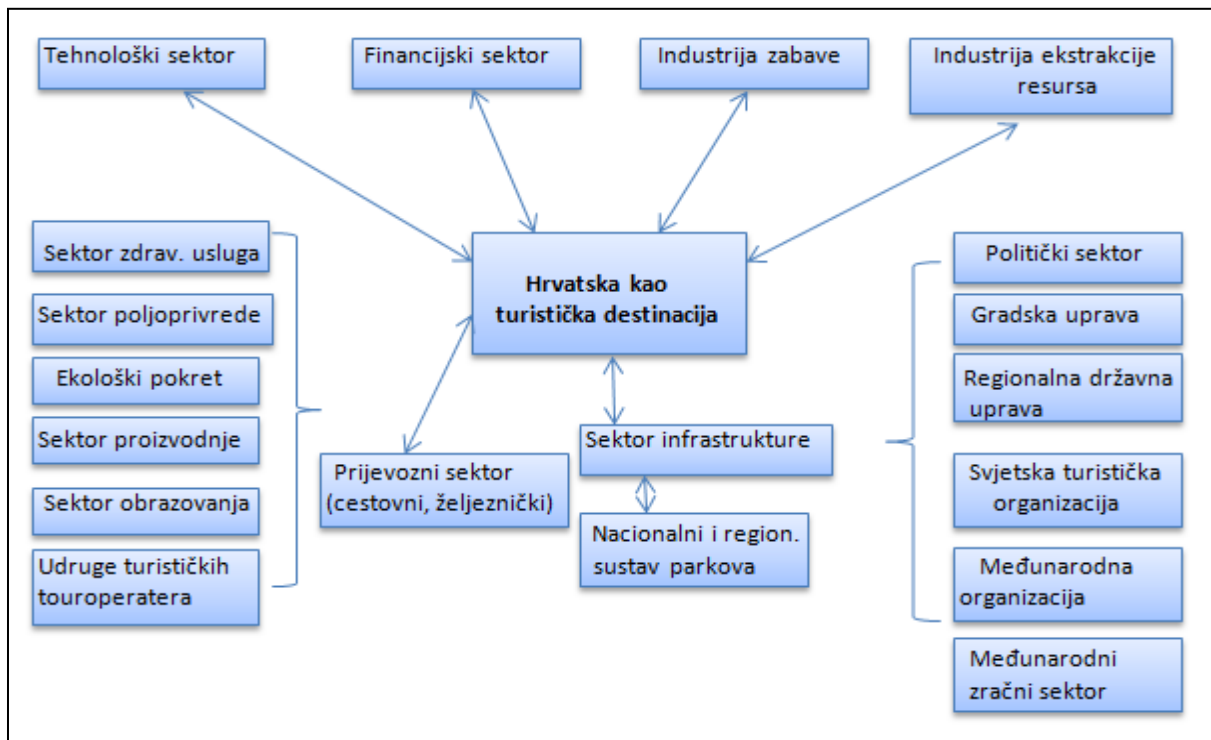 Tehnološki sektor
Financijski sektor
Industrija zabave
Industrija ekstrakcije
resursa
Hrvatska kao
turistička destinacija
Sektor zdrav. usluga
Sektor poljoprivrede
Ekološki pokret
Sektor proizvodnje
Sektor obrazovanja
Udruge turističkih
touroperatera
Prijevozni sektor
(cestovni, željeznički)
Sektor infrastrukture
Nacionalni i region.
sustav parkova
Politički sektor
Gradska uprava
Regionalna državna
uprava
Svjetska turistička
organizacija
Međunarodna
organizacija
Međunarodni
zračni sektor